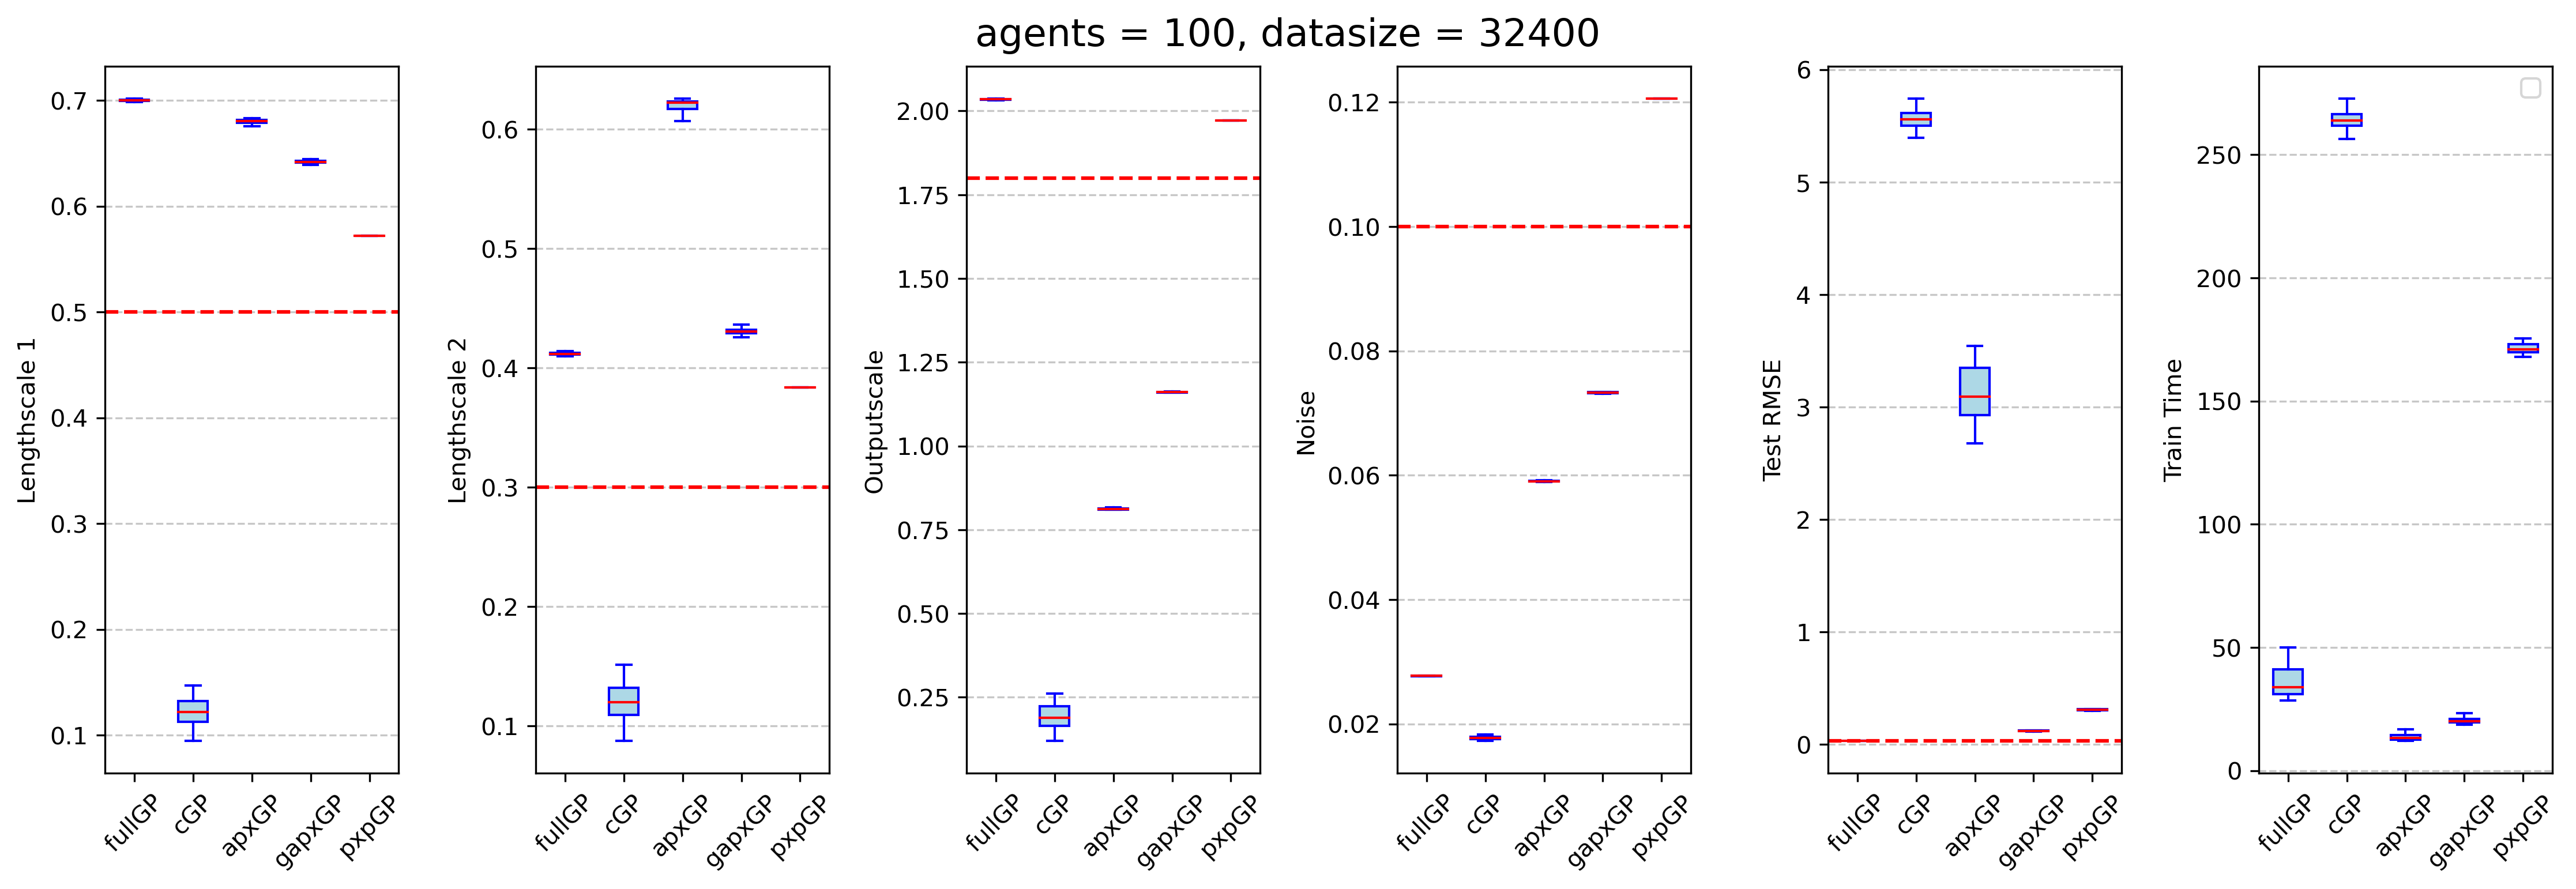 agents = 100, datasize = 32400
Lengthscale 1
0.7
0.6
0.5
0.4
0.3
0.2
0.1
fullGP
cGP
apxGP
gapxGP
pxpGP
Lengthscale 2
0.6
0.5
0.4
0.3
0.2
0.1
fullGP
cGP
apxGP
gapxGP
pxpGP
Outputscale
2.00
1.75
1.50
1.25
1.00
0.75
0.50
0.25
fullGP
cGP
apxGP
gapxGP
pxpGP
Noise
0.12
0.10
0.08
0.06
0.04
0.02
fullGP
cGP
apxGP
gapxGP
pxpGP
Test RMSE
6
5
4
3
2
1
0
fullGP
cGP
apxGP
gapxGP
pxpGP
Train Time
250
200
150
100
50
0
fullGP
cGP
apxGP
gapxGP
pxpGP